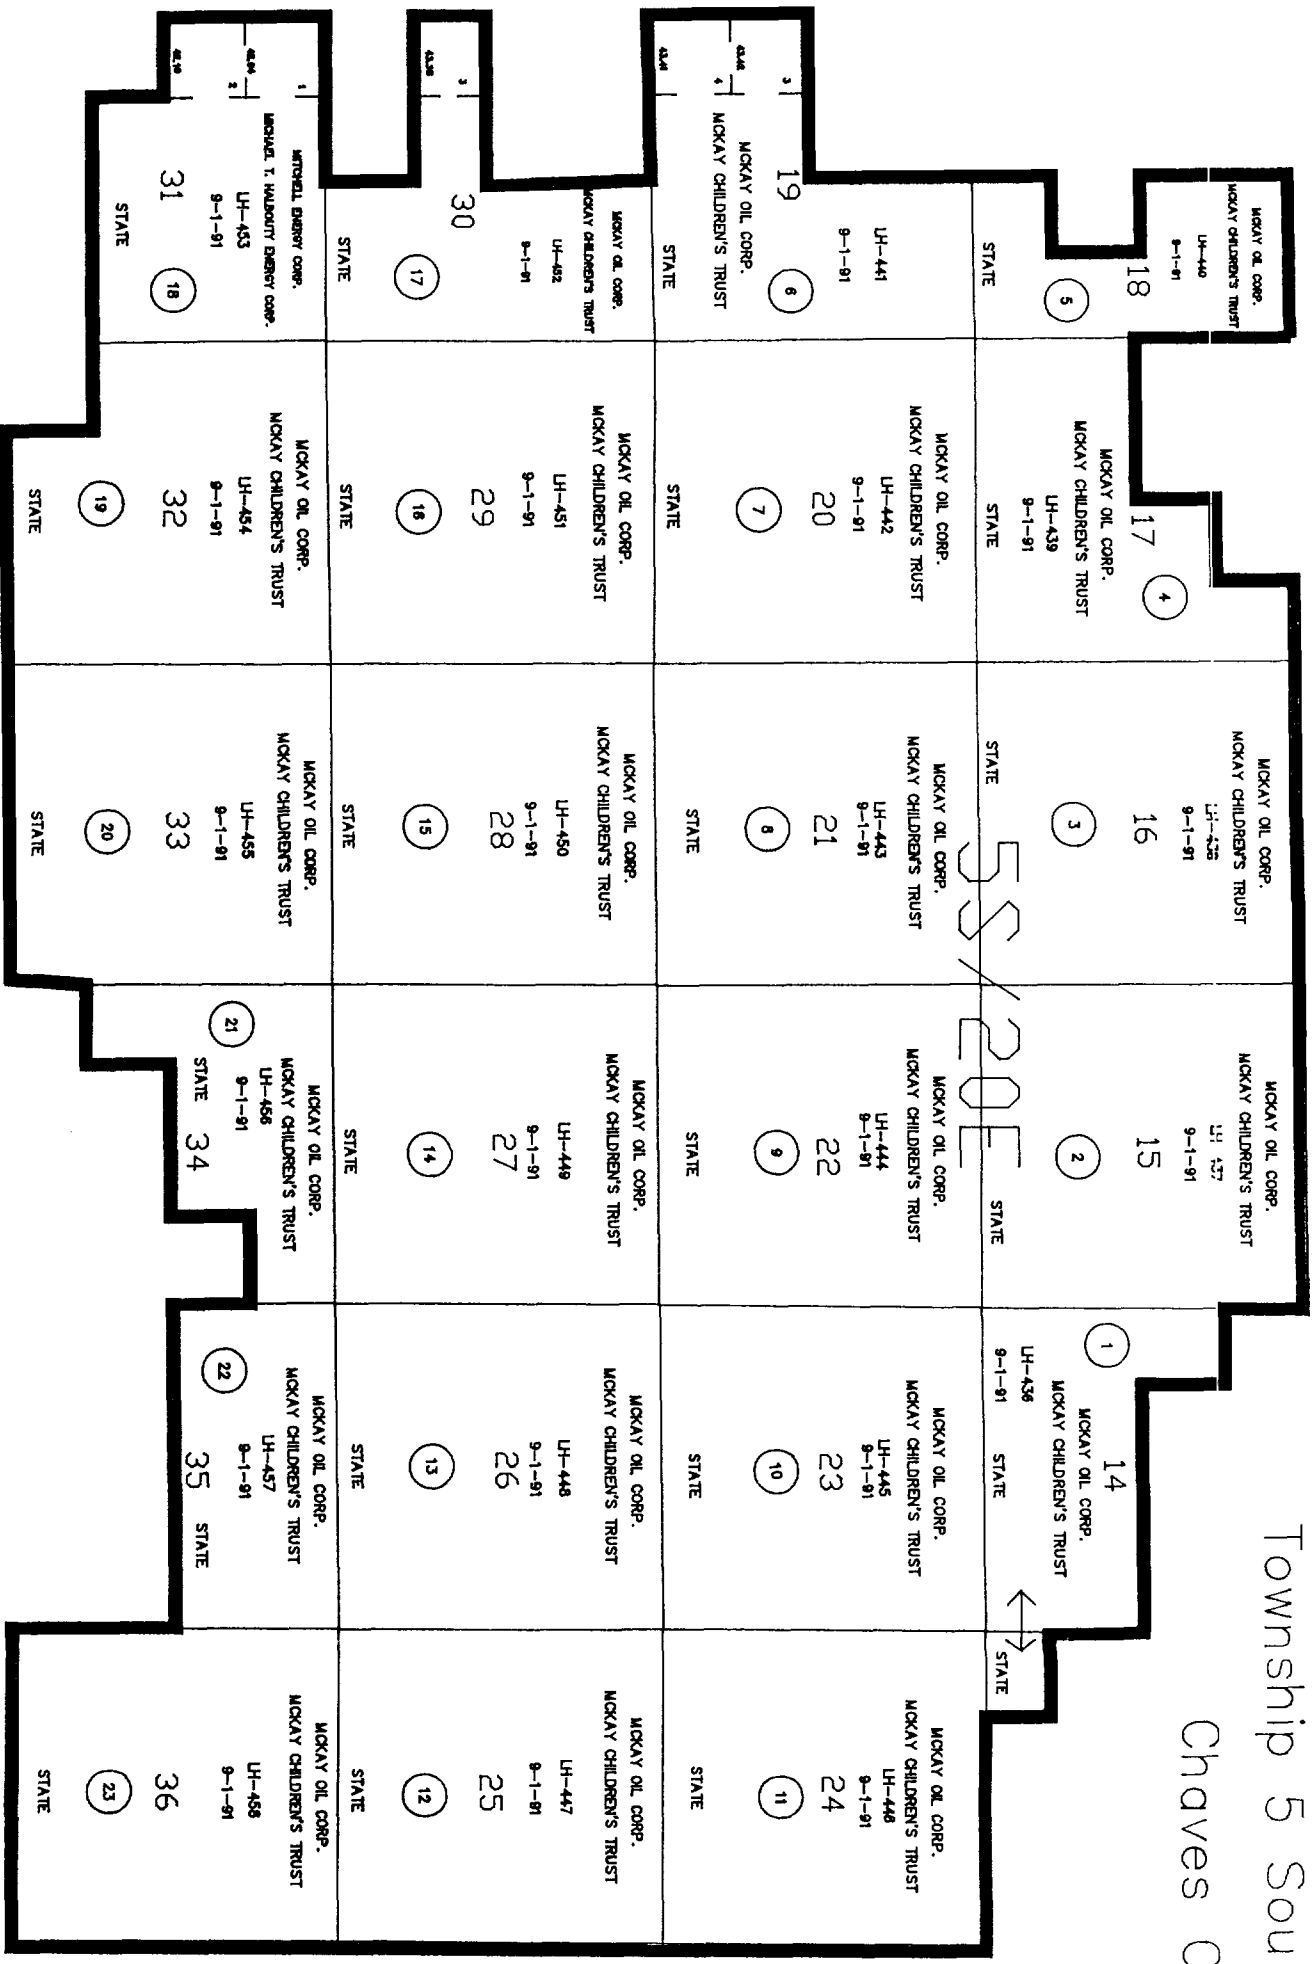 Township 5 Sou
Chaves C
5S/20E
MCKAY OIL CORP.
MCKAY CHILDREN'S TRUST
LH-440
9-1-91
18
5
STATE
17
4
MCKAY OIL CORP.
MCKAY CHILDREN'S TRUST
LH-439
9-1-91
STATE
MCKAY OIL CORP.
MCKAY CHILDREN'S TRUST
9-1-91
16
3
STATE
MCKAY OIL CORP.
MCKAY CHILDREN'S TRUST
9-1-91
15
2
STATE
1
14
MCKAY OIL CORP.
MCKAY CHILDREN'S TRUST
LH-436
9-1-91
STATE
STATE
LH-441
9-1-91
3
19
6
4
MCKAY OIL CORP.
MCKAY CHILDREN'S TRUST
STATE
MCKAY OIL CORP.
MCKAY CHILDREN'S TRUST
LH-442
9-1-91
20
7
STATE
MCKAY OIL CORP.
MCKAY CHILDREN'S TRUST
LH-443
9-1-91
21
8
STATE
MCKAY OIL CORP.
MCKAY CHILDREN'S TRUST
LH-444
9-1-91
22
9
STATE
MCKAY OIL CORP.
MCKAY CHILDREN'S TRUST
LH-445
9-1-91
23
10
STATE
MCKAY OIL CORP.
MCKAY CHILDREN'S TRUST
LH-446
9-1-91
24
11
STATE
MCKAY OIL CORP.
MCKAY CHILDREN'S TRUST
LH-452
9-1-91
3
30
17
STATE
MCKAY OIL CORP.
MCKAY CHILDREN'S TRUST
LH-451
9-1-91
29
16
STATE
MCKAY OIL CORP.
MCKAY CHILDREN'S TRUST
LH-450
9-1-91
28
15
STATE
MCKAY OIL CORP.
MCKAY CHILDREN'S TRUST
LH-449
9-1-91
27
14
STATE
MCKAY OIL CORP.
MCKAY CHILDREN'S TRUST
LH-448
9-1-91
26
13
STATE
MCKAY OIL CORP.
MCKAY CHILDREN'S TRUST
LH-447
9-1-91
25
12
STATE
1
2
MITCHELL ENERGY CORP.
MICHAEL T. HALBOUTY ENERGY CORP.
LH-453
9-1-91
31
18
STATE
MCKAY OIL CORP.
MCKAY CHILDREN'S TRUST
LH-454
9-1-91
32
19
STATE
MCKAY OIL CORP.
MCKAY CHILDREN'S TRUST
LH-455
9-1-91
33
20
STATE
MCKAY OIL CORP.
MCKAY CHILDREN'S TRUST
LH-456
9-1-91
21
STATE 34
MCKAY OIL CORP.
MCKAY CHILDREN'S TRUST
LH-457
9-1-91
22
35 STATE
MCKAY OIL CORP.
MCKAY CHILDREN'S TRUST
LH-458
9-1-91
36
23
STATE